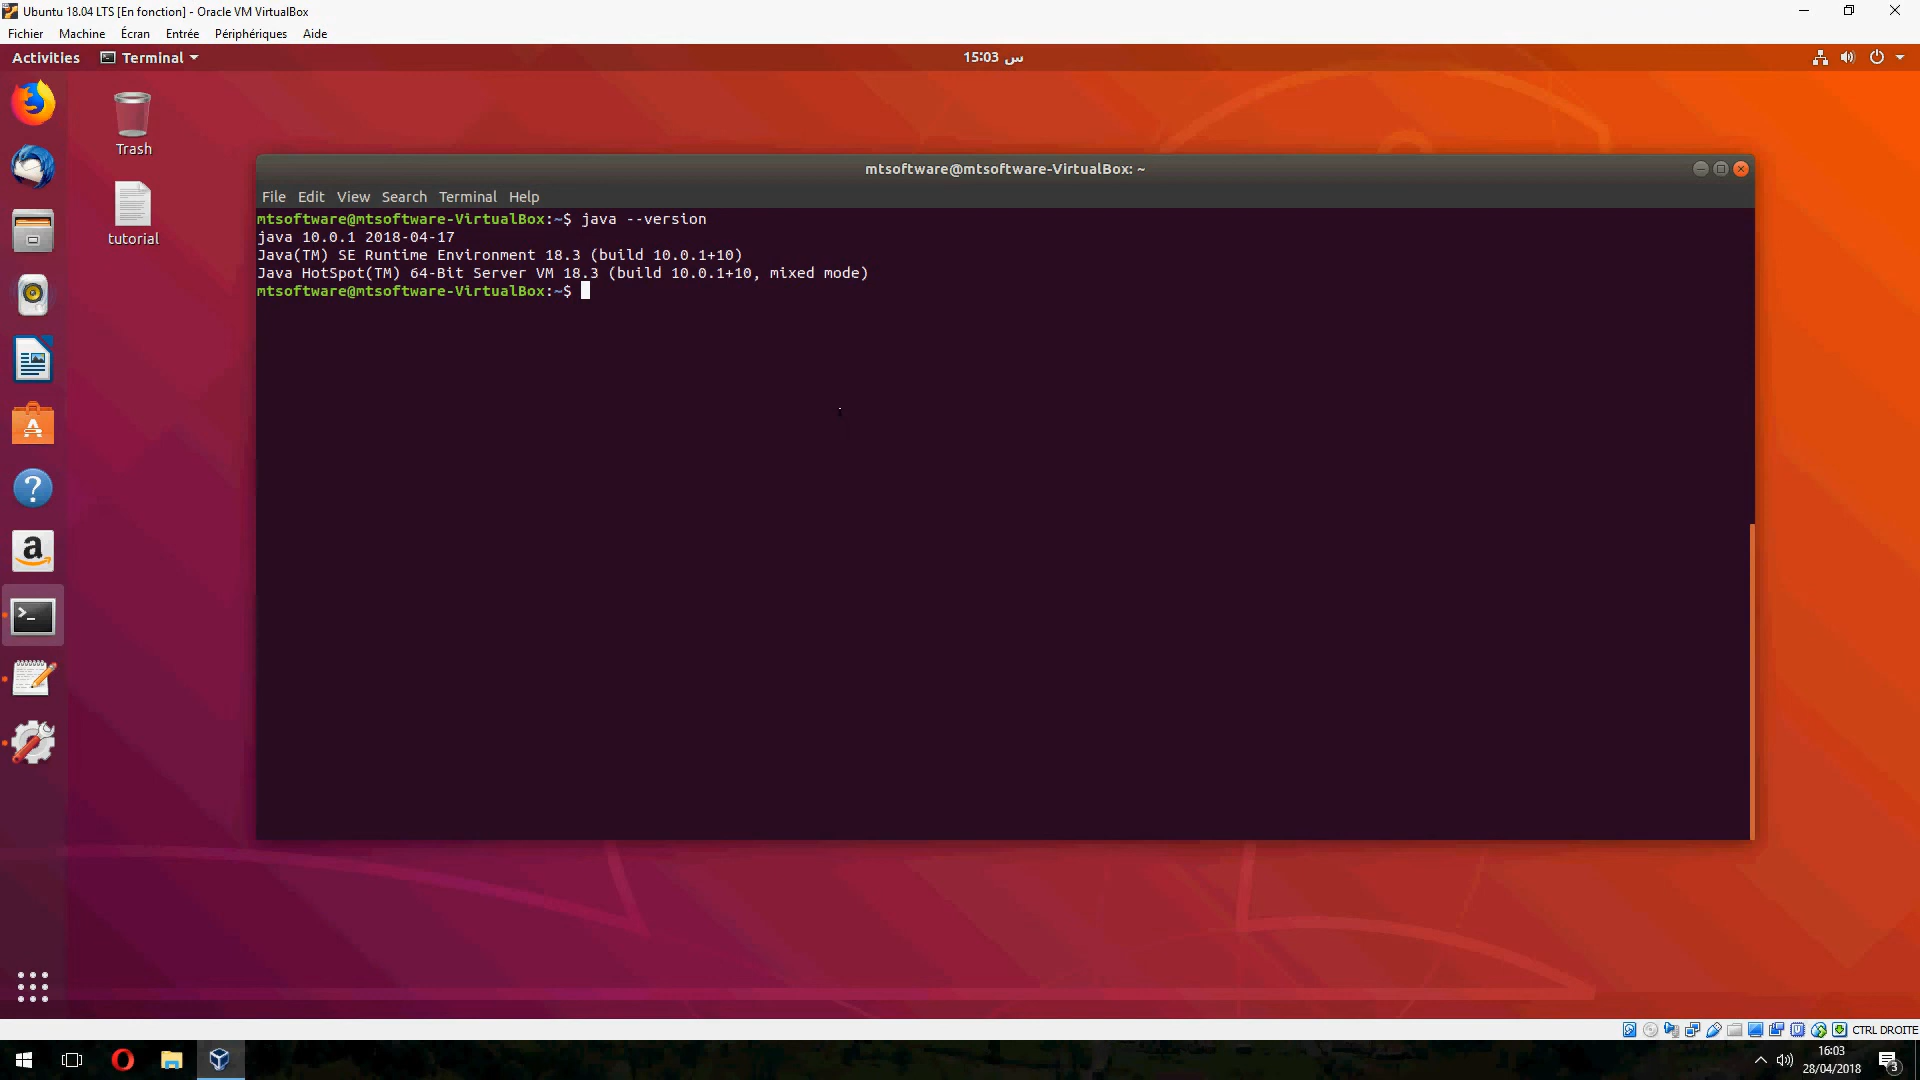 Ubuntu 18.04 LTS [En fonction] - Oracle VM VirtualBox
Fichier Machine Écran Entrée Périphériques Aide
Activities Terminal 15:03 س
Trash
tutorial
mtsoftware@mtsoftware-VirtualBox: ~
File Edit View Search Terminal Help
mtsoftware@mtsoftware-VirtualBox:~$ java --version
java 10.0.1 2018-04-17
Java(TM) SE Runtime Environment 18.3 (build 10.0.1+10)
Java HotSpot(TM) 64-Bit Server VM 18.3 (build 10.0.1+10, mixed mode)
mtsoftware@mtsoftware-VirtualBox:~$
CTRL DROITE
16:03
28/04/2018
3